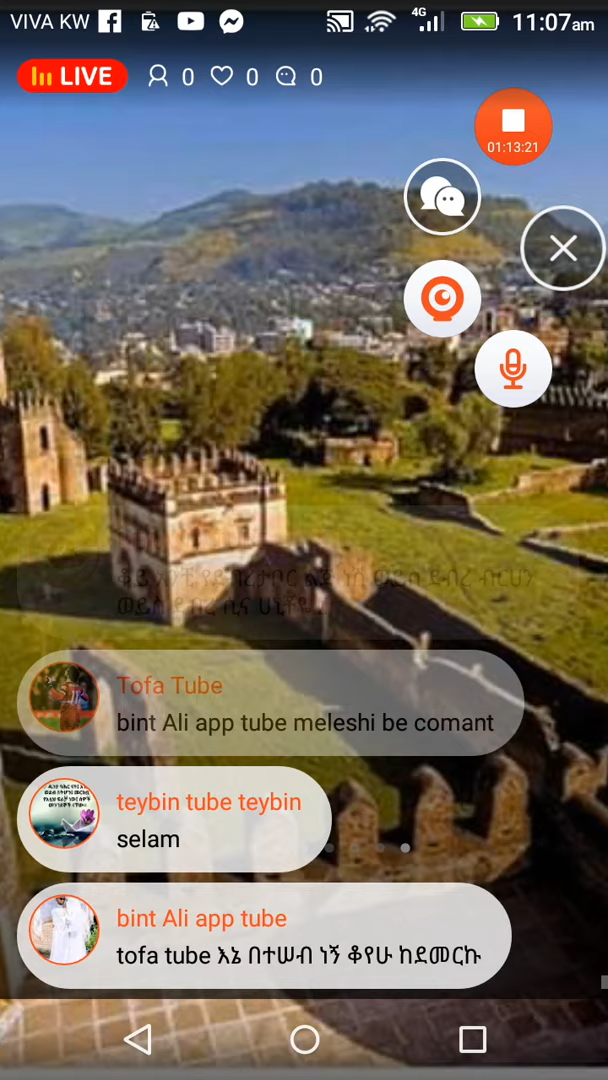 VIVA KW
4G
11:07am
LIVE
0
0
0
01:13:21
Tofa Tube
bint Ali app tube meleshi be comant
teybin tube teybin
selam
bint Ali app tube
tofa tube እኔ በተሠብ ነኝ ቆየሁ ከደመርኩ